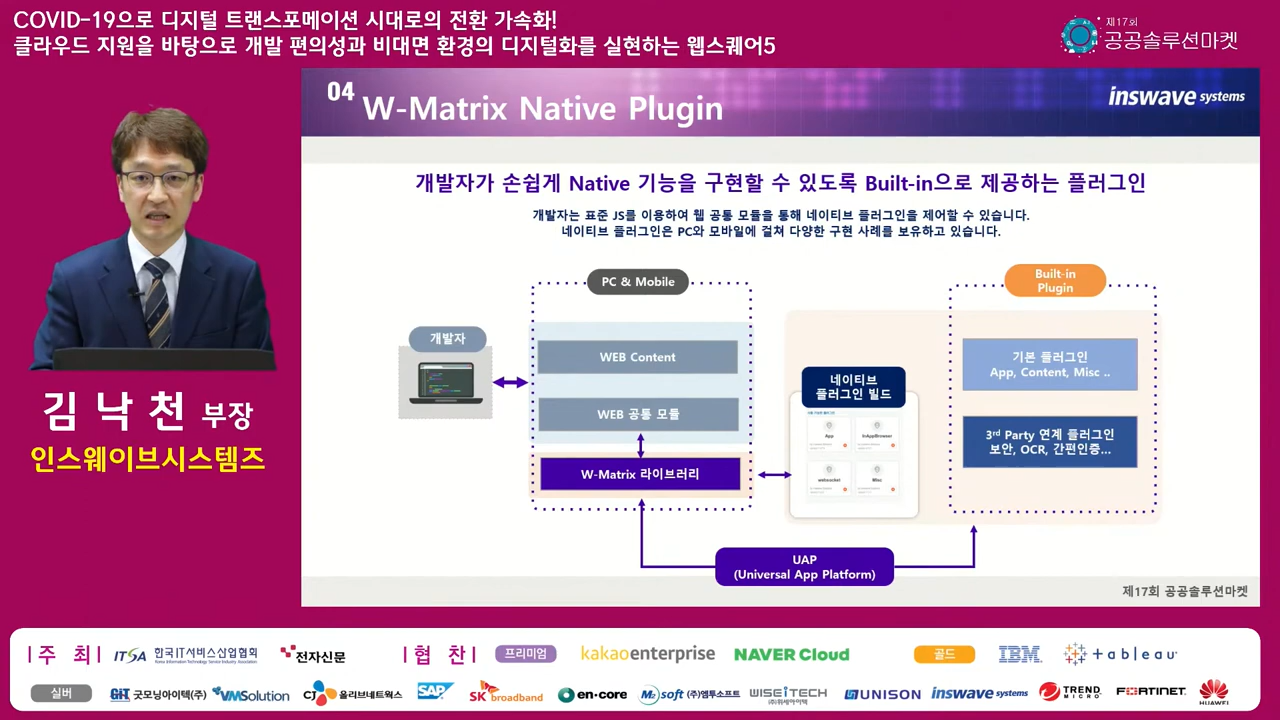 COVID-19으로 디지털 트랜스포메이션 시대로의 전환 가속화!
클라우드 지원을 바탕으로 개발 편의성과 비대면 환경의 디지털화를 실현하는 웹스퀘어5
제17회
공공솔루션마켓
04 W-Matrix Native Plugin
inswave systems
개발자가 손쉽게 Native 기능을 구현할 수 있도록 Built-in으로 제공하는 플러그인
개발자는 표준 JS를 이용하여 웹 공통 모듈을 통해 네이티브 플러그인을 제어할 수 있습니다.
네이티브 플러그인은 PC와 모바일에 걸쳐 다양한 구현 사례를 보유하고 있습니다.
개발자
PC & Mobile
WEB Content
WEB 공통 모듈
W-Matrix 라이브러리
네이티브
플러그인 빌드
App
InAppBrowser
websocket
Misc
Built-in
Plugin
기본 플러그인
App, Content, Misc ..
3rd Party 연계 플러그인
보안, OCR, 간편인증...
UAP
(Universal App Platform)
제17회 공공솔루션마켓
김 낙 천 부장
인스웨이브시스템즈
|주 최| ITSA 한국IT서비스산업협회 전자신문
Korea Information Technology Service Industry Association
|협 찬| 프리미엄 kakaoenterprise NAVER Cloud 골드 IBM +ableau
실버 GIT 굿모닝아이텍(주) VMSolution CJ 올리브네트웍스 SAP SK broadband en·core M2soft (주)엠투소프트 WISEiTECH (주)위세아이텍 UNISON inswave systems TREND MICRO FORTINET HUAWEI